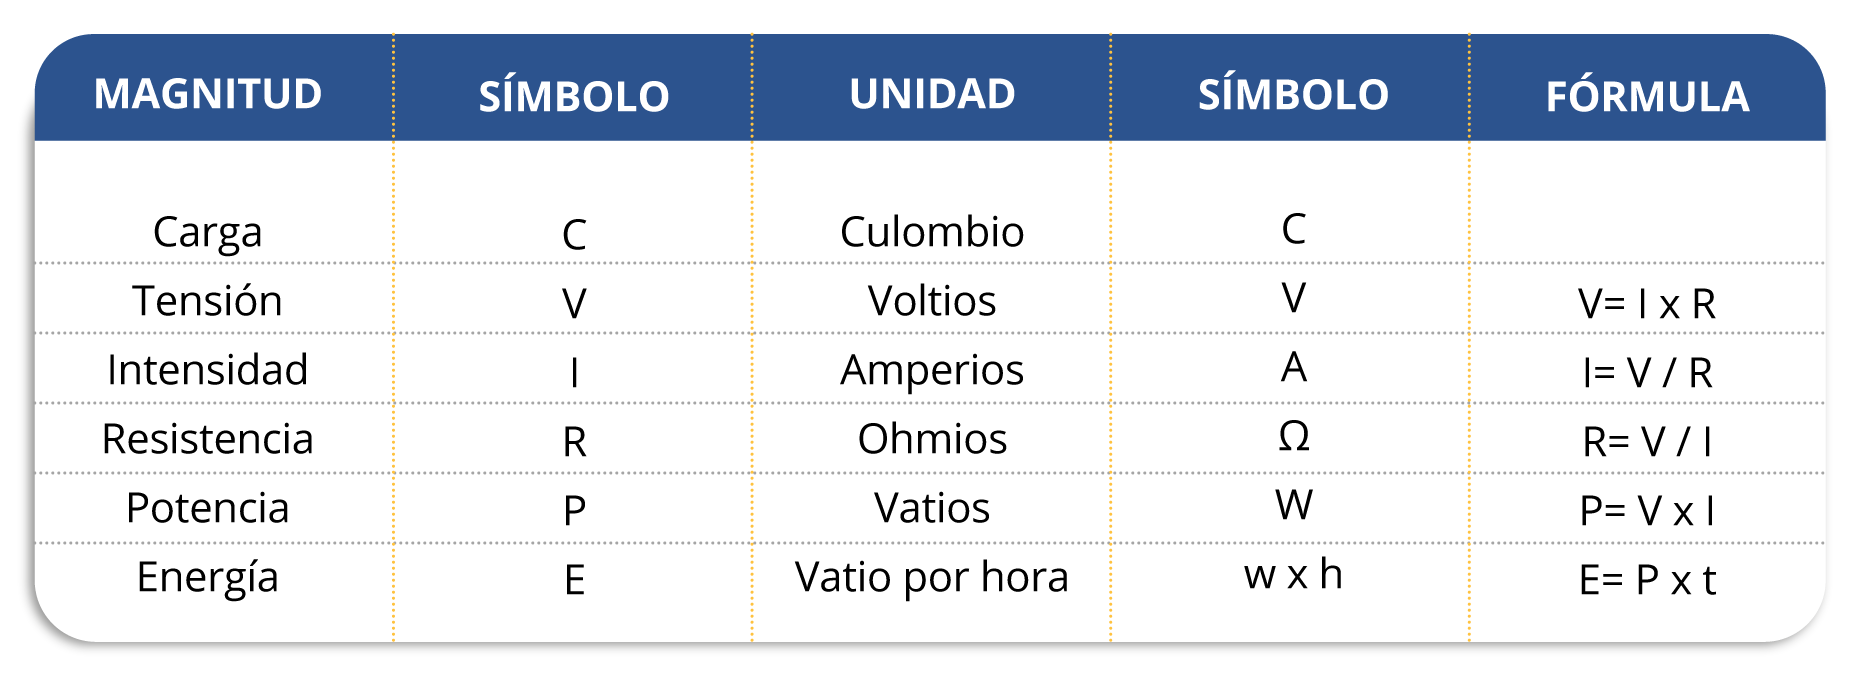 MAGNITUD SÍMBOLO UNIDAD SÍMBOLO FÓRMULA
Carga C Culombio C
Tensión V Voltios V V= I x R
Intensidad I Amperios A I= V / R
Resistencia R Ohmios Ω R= V / I
Potencia P Vatios W P= V x I
Energía E Vatio por hora w x h E= P x t